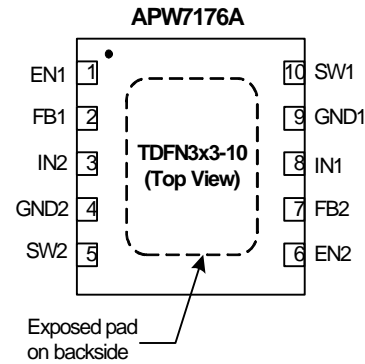 APW7176A
EN1 1
FB1 2
IN2 3
GND2 4
SW2 5
10 SW1
9 GND1
8 IN1
7 FB2
6 EN2
TDFN3x3-10
(Top View)
Exposed pad
on backside